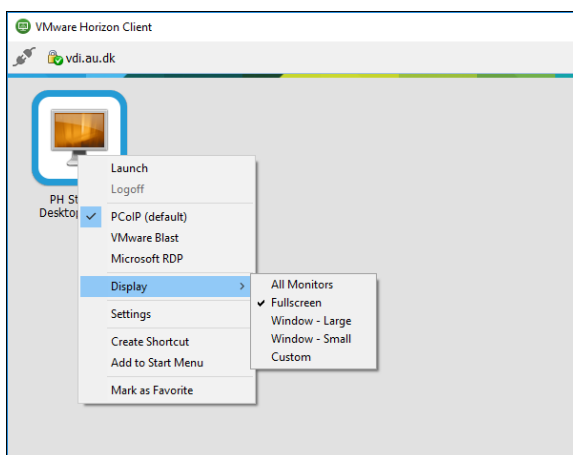 VMware Horizon Client
vdi.au.dk
PH St
Desktop
Launch
Logoff
PCoIP (default)
VMware Blast
Microsoft RDP
Display
Settings
Create Shortcut
Add to Start Menu
Mark as Favorite
All Monitors
Fullscreen
Window - Large
Window - Small
Custom